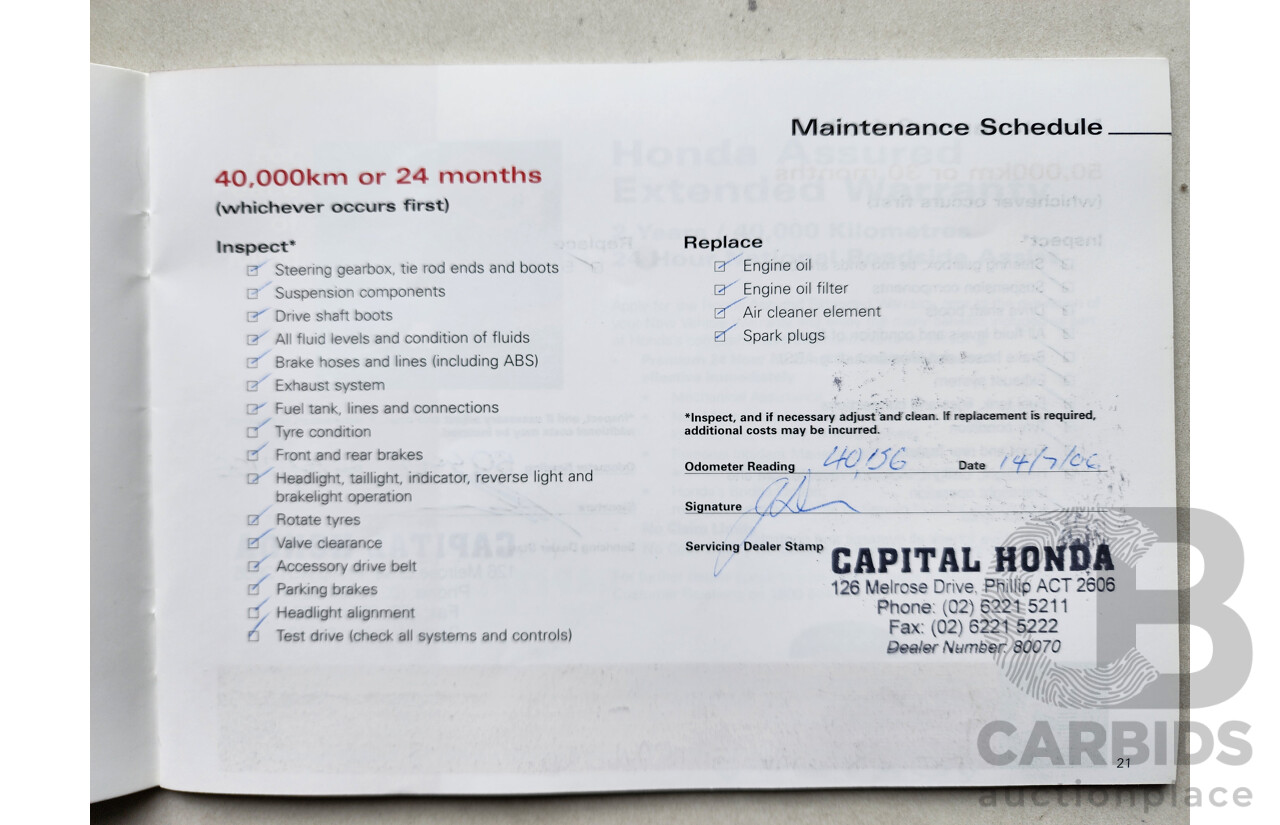 Maintenance Schedule
40,000km or 24 months
(whichever occurs first)
Inspect*
Steering gearbox, tie rod ends and boots
Suspension components
Drive shaft boots
All fluid levels and condition of fluids
Brake hoses and lines (including ABS)
Exhaust system
Fuel tank, lines and connections
Tyre condition
Front and rear brakes
Headlight, taillight, indicator, reverse light and
brakelight operation
Rotate tyres
Valve clearance
Accessory drive belt
Parking brakes
Headlight alignment
Test drive (check all systems and controls)
Replace
Engine oil
Engine oil filter
Air cleaner element
Spark plugs
*Inspect, and if necessary adjust and clean. If replacement is required,
additional costs may be incurred.
Odometer Reading 40,156 Date 14/7/06
Signature
Servicing Dealer Stamp
CAPITAL HONDA
126 Melrose Drive, Phillip ACT 2606
Phone: (02) 6221 5211
Fax: (02) 6221 5222
Dealer Number: 80070
21
CARBIDS
auctionplace